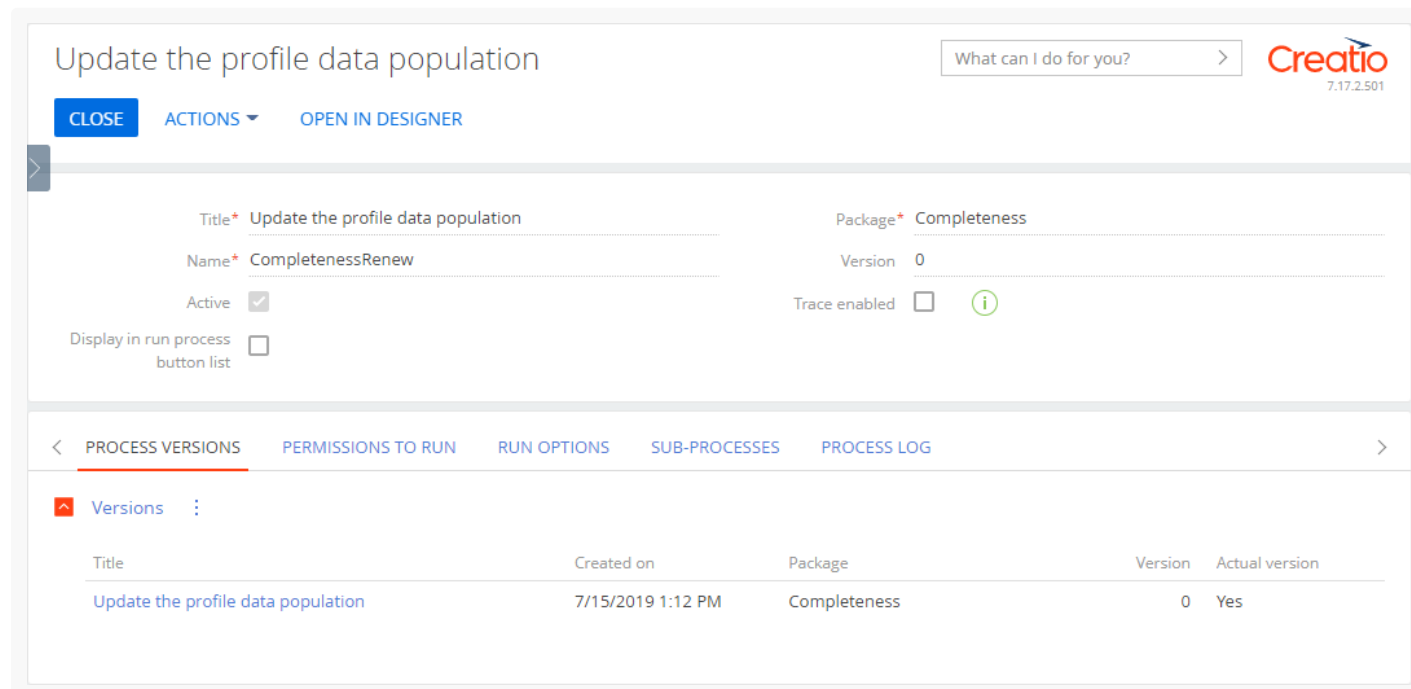 Update the profile data population
What can I do for you?
Creatio
7.17.2.501
CLOSE ACTIONS OPEN IN DESIGNER
Title* Update the profile data population
Package* Completeness
Name* CompletenessRenew
Version 0
Active
Trace enabled i
Display in run process
button list
PROCESS VERSIONS PERMISSIONS TO RUN RUN OPTIONS SUB-PROCESSES PROCESS LOG
Versions
Title Created on Package Version Actual version
Update the profile data population 7/15/2019 1:12 PM Completeness 0 Yes